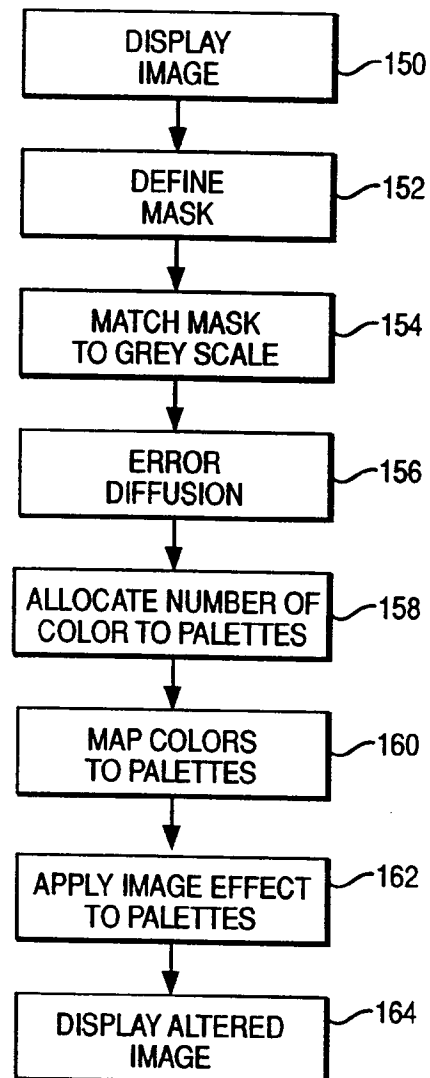 DISPLAY
IMAGE
150
DEFINE
MASK
152
MATCH MASK
TO GREY SCALE
154
ERROR
DIFFUSION
156
ALLOCATE NUMBER OF
COLOR TO PALETTES
158
MAP COLORS
TO PALETTES
160
APPLY IMAGE EFFECT
TO PALETTES
162
DISPLAY ALTERED
IMAGE
164